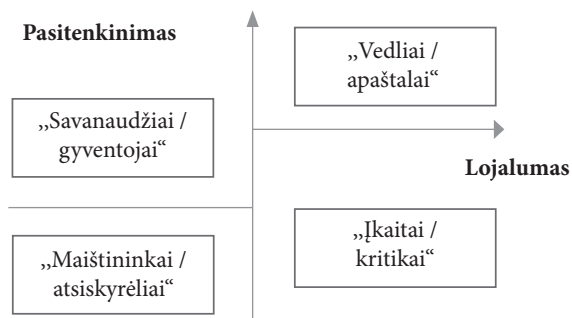 Pasitenkinimas
„Vedliai /
apaštalai“
„Savanaudžiai /
gyventojai“
Lojalumas
„Įkaitai /
kritikai“
„Maištininkai /
atsiskyrėliai“